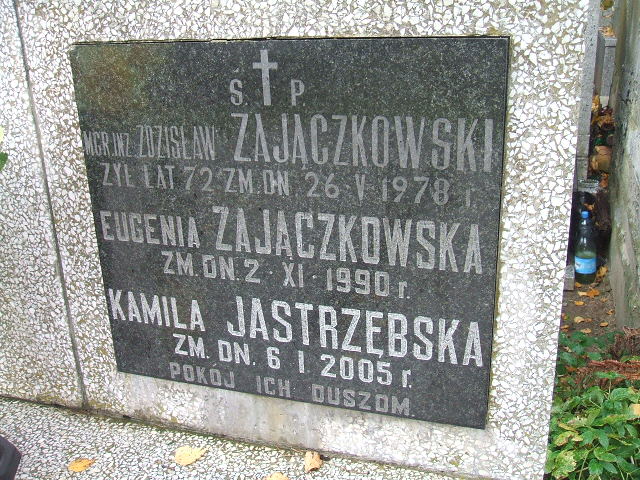 Ś. P
MGR INŻ. ZDZISŁAW ZAJĄCZKOWSKI
ŻYŁ LAT 72 ZM. DN. 26 · V 1978 r.
EUGENIA ZAJĄCZKOWSKA
ZM. DN. 2 · XI · 1990 r.
KAMILA JASTRZĘBSKA
ZM. DN. 6 I 2005 r.
POKÓJ ICH DUSZOM.